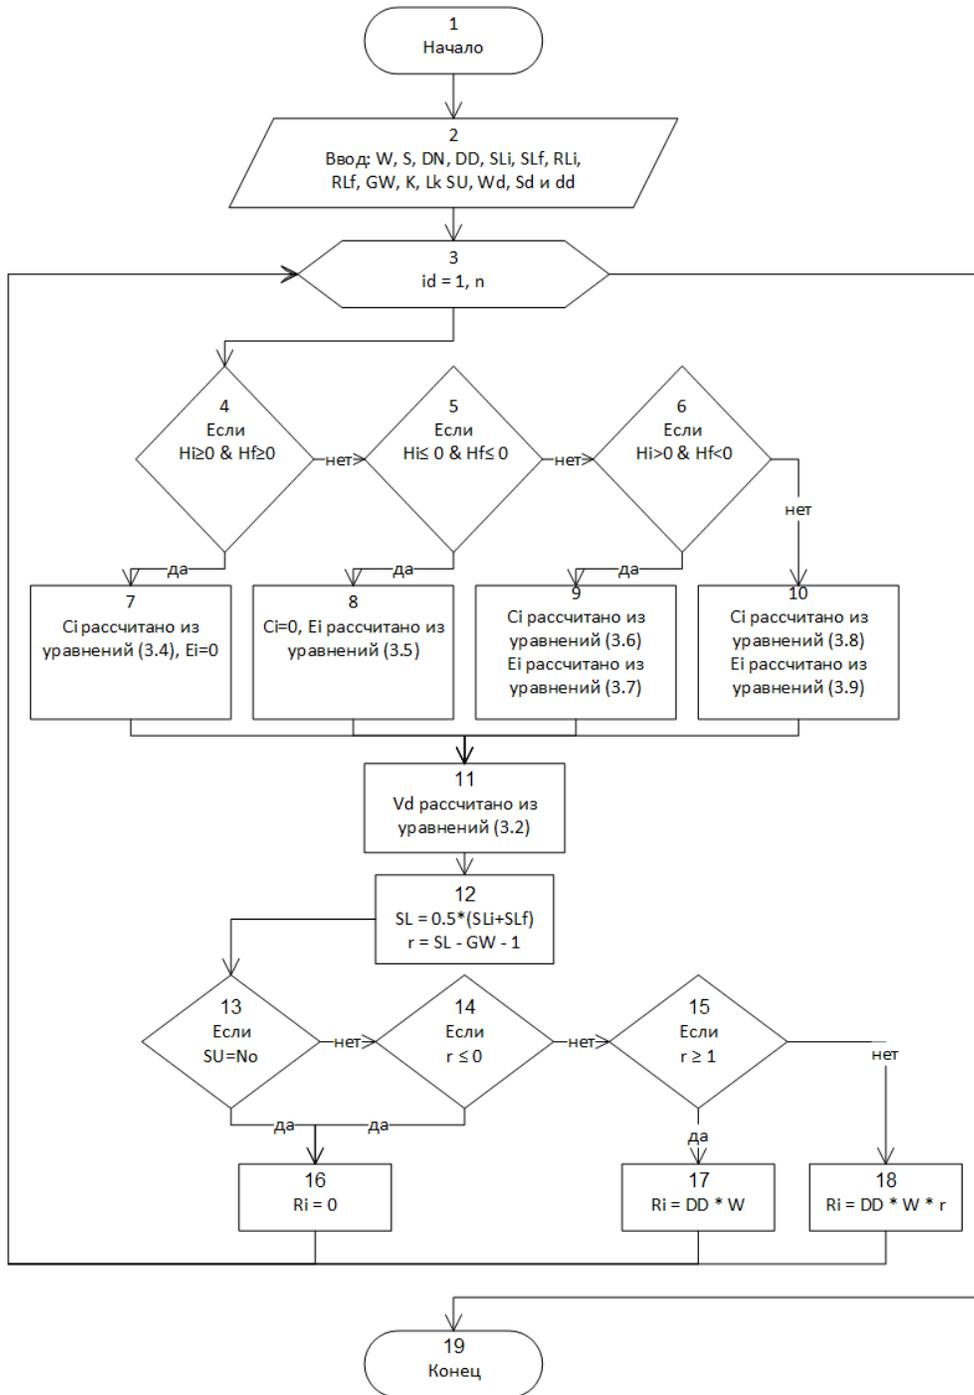 1
Начало
2
Ввод: W, S, DN, DD, SLi, SLf, RLi,
RLf, GW, K, Lk SU, Wd, Sd и dd
3
id = 1, n
4
Если
Hi≥0 & Hf≥0
нет
5
Если
Hi≤ 0 & Hf≤ 0
нет
6
Если
Hi>0 & Hf<0
нет
да
да
да
7
Ci рассчитано из
уравнений (3.4), Ei=0
8
Ci=0, Ei рассчитано из
уравнений (3.5)
9
Ci рассчитано из
уравнений (3.6)
Ei рассчитано из
уравнений (3.7)
10
Ci рассчитано из
уравнений (3.8)
Ei рассчитано из
уравнений (3.9)
11
Vd рассчитано из
уравнений (3.2)
12
SL = 0.5*(SLi+SLf)
r = SL - GW - 1
13
Если
SU=No
нет
14
Если
r ≤ 0
нет
15
Если
r ≥ 1
нет
да
да
да
16
Ri = 0
17
Ri = DD * W
18
Ri = DD * W * r
19
Конец